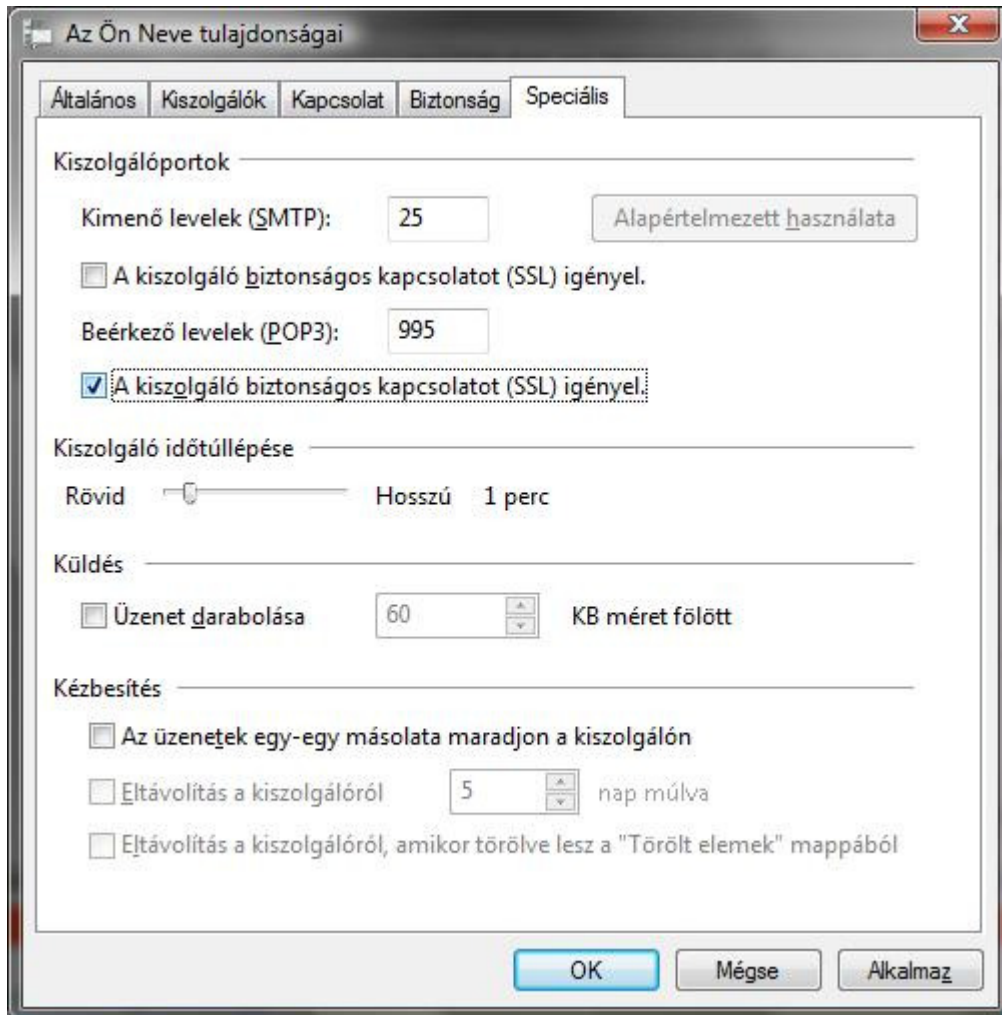 Az Ön Neve tulajdonságai
Általános Kiszolgálók Kapcsolat Biztonság Speciális
Kiszolgálóportok
Kimenő levelek (SMTP): 25 Alapértelmezett használata
A kiszolgáló biztonságos kapcsolatot (SSL) igényel.
Beérkező levelek (POP3): 995
A kiszolgáló biztonságos kapcsolatot (SSL) igényel.
Kiszolgáló időtúllépése
Rövid Hosszú 1 perc
Küldés
Üzenet darabolása 60 KB méret fölött
Kézbesítés
Az üzenetek egy-egy másolata maradjon a kiszolgálón
Eltávolítás a kiszolgálóról 5 nap múlva
Eltávolítás a kiszolgálóról, amikor törölve lesz a "Törölt elemek" mappából
OK Mégse Alkalmaz